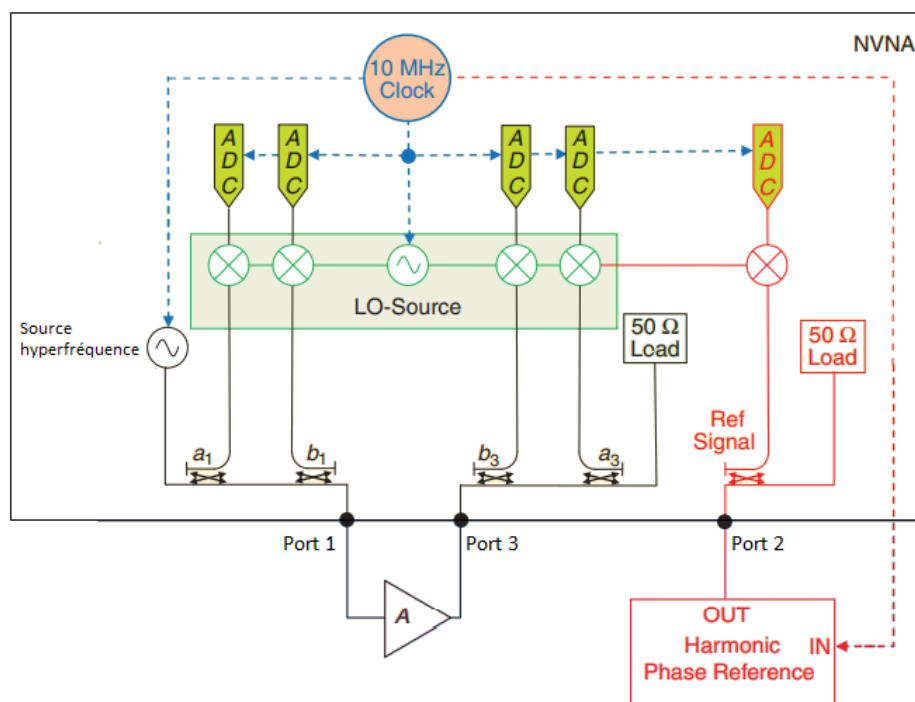 NVNA
10 MHz
Clock
A
D
C
A
D
C
A
D
C
A
D
C
A
D
C
LO-Source
Source
hyperfréquence
50 Ω
Load
50 Ω
Load
Ref
Signal
a1
b1
b3
a3
Port 1
Port 3
Port 2
A
OUT
Harmonic
Phase Reference
IN